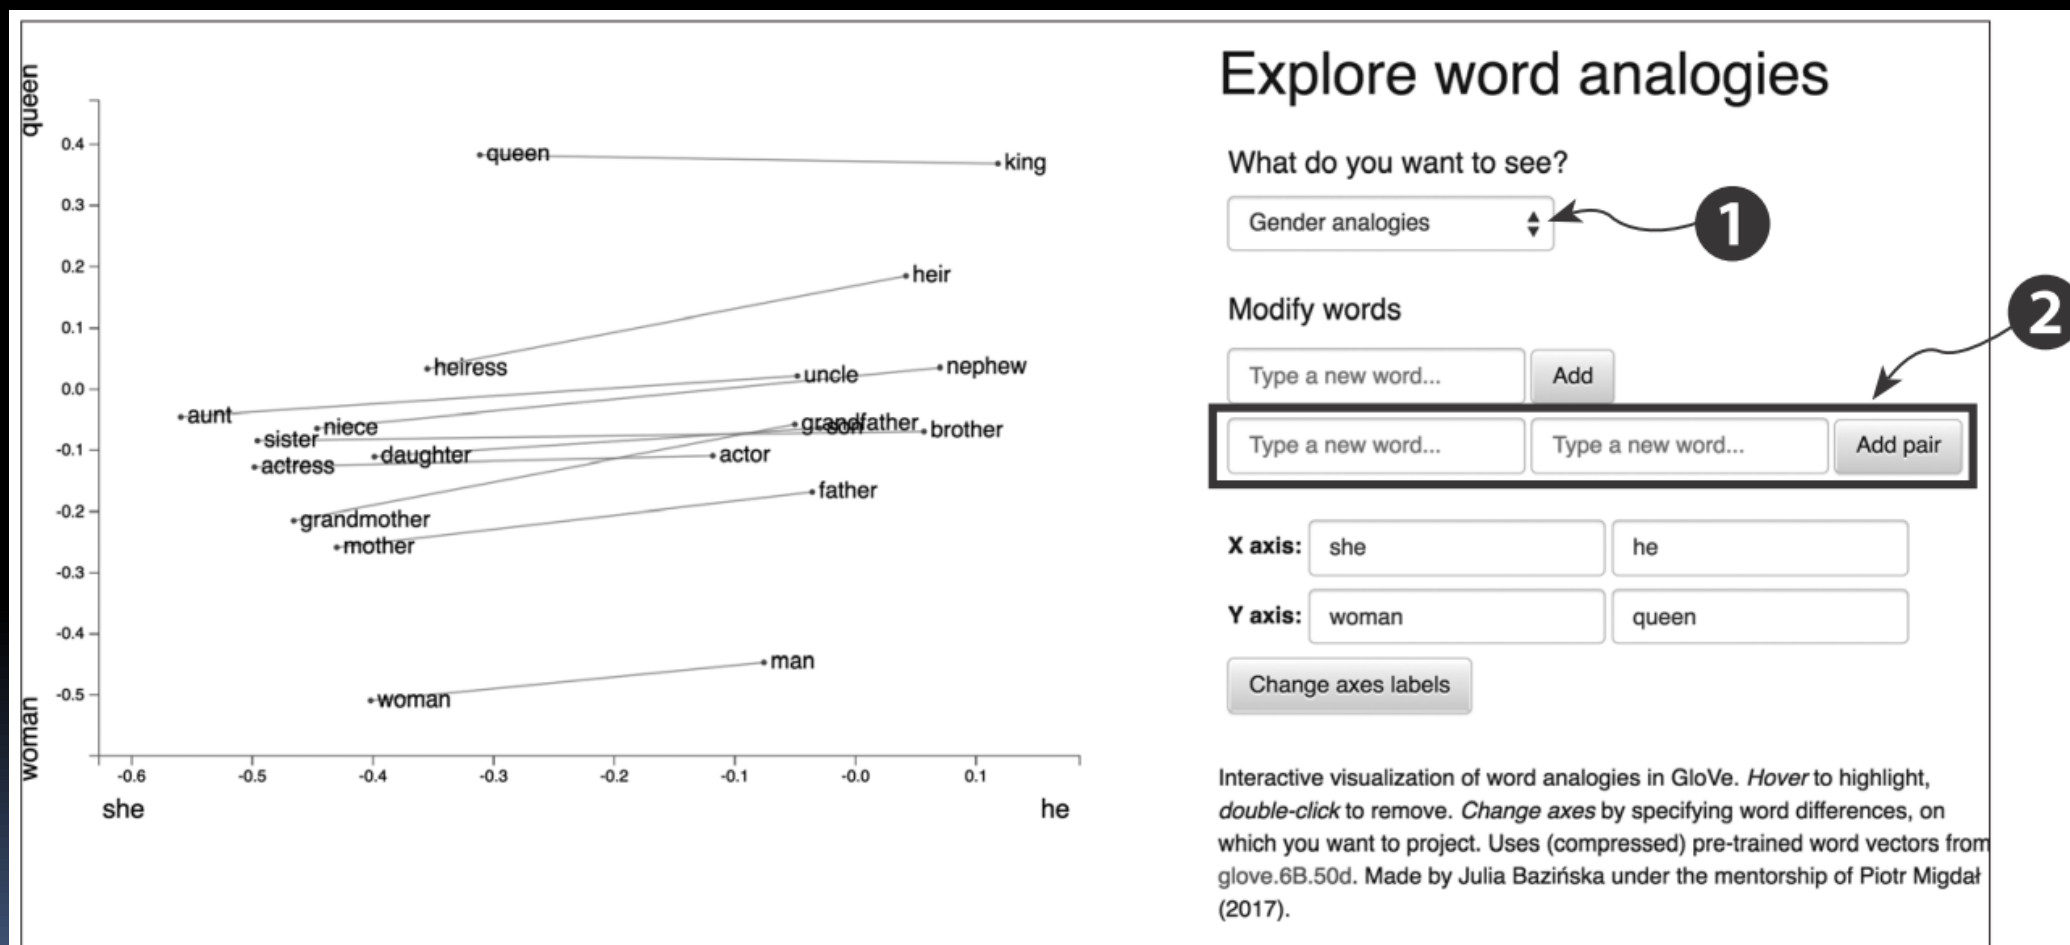 queen
0.4
0.3
0.2
0.1
0.0
-0.1
-0.2
-0.3
-0.4
-0.5
woman
queen
king
heir
heiress
uncle
nephew
aunt
niece
grandfather
son
brother
sister
daughter
actor
actress
father
grandmother
mother
man
woman
-0.6 -0.5 -0.4 -0.3 -0.2 -0.1 -0.0 0.1
she he
Explore word analogies
What do you want to see?
Gender analogies
1
Modify words
2
Type a new word... Add
Type a new word... Type a new word... Add pair
X axis: she he
Y axis: woman queen
Change axes labels
Interactive visualization of word analogies in GloVe. Hover to highlight,
double-click to remove. Change axes by specifying word differences, on
which you want to project. Uses (compressed) pre-trained word vectors from
glove.6B.50d. Made by Julia Bazińska under the mentorship of Piotr Migdał
(2017).